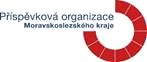 Příspěvková organizace
Moravskoslezského kraje